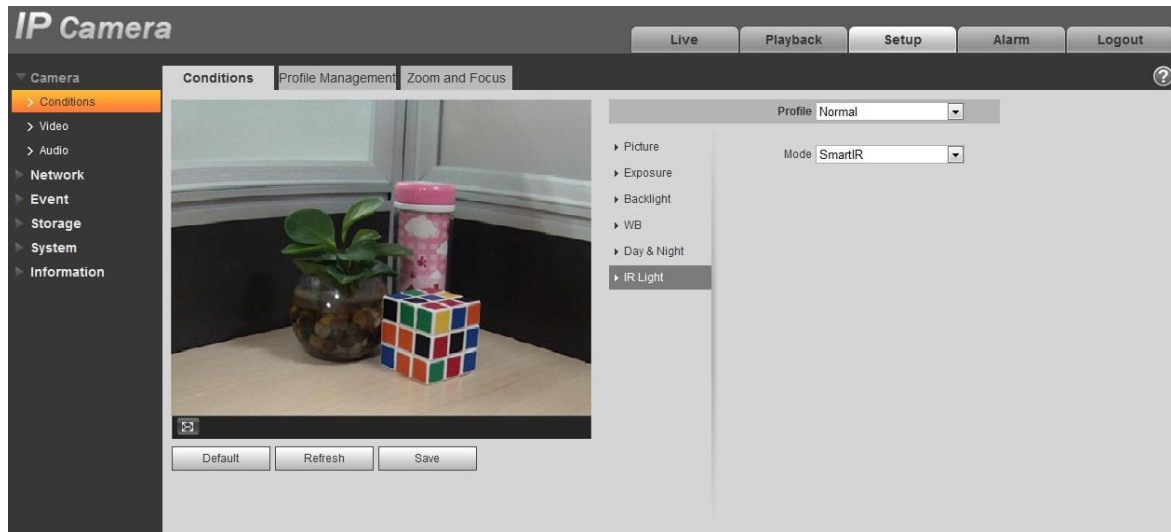 IP Camera
Live Playback Setup Alarm Logout
Camera
Conditions
Video
Audio
Network
Event
Storage
System
Information
Conditions Profile Management Zoom and Focus
?
Profile Normal
Picture
Exposure
Backlight
WB
Day & Night
IR Light
Mode SmartIR
Default Refresh Save